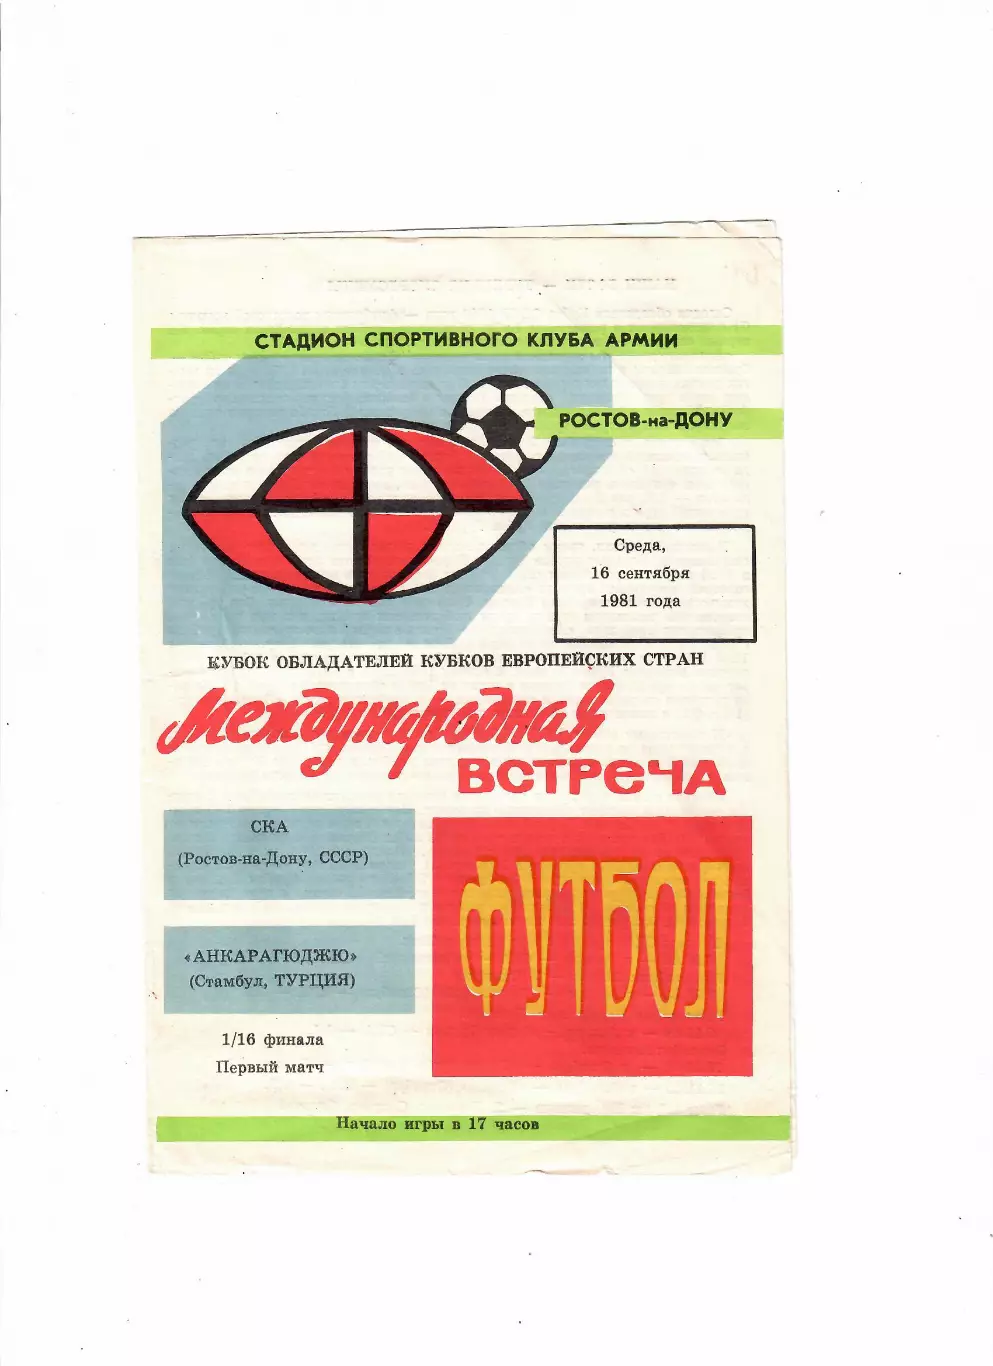 СТАДИОН СПОРТИВНОГО КЛУБА АРМИИ
РОСТОВ-на-ДОНУ
Среда,
16 сентября
1981 года
КУБОК ОБЛАДАТЕЛЕЙ КУБКОВ ЕВРОПЕЙСКИХ СТРАН
Международная
ВСТРЕЧА
СКА
(Ростов-на-Дону, СССР)
ФУТБОЛ
«АНКАРАГЮДЖЮ»
(Стамбул, ТУРЦИЯ)
1/16 финала
Первый матч
Начало игры в 17 часов